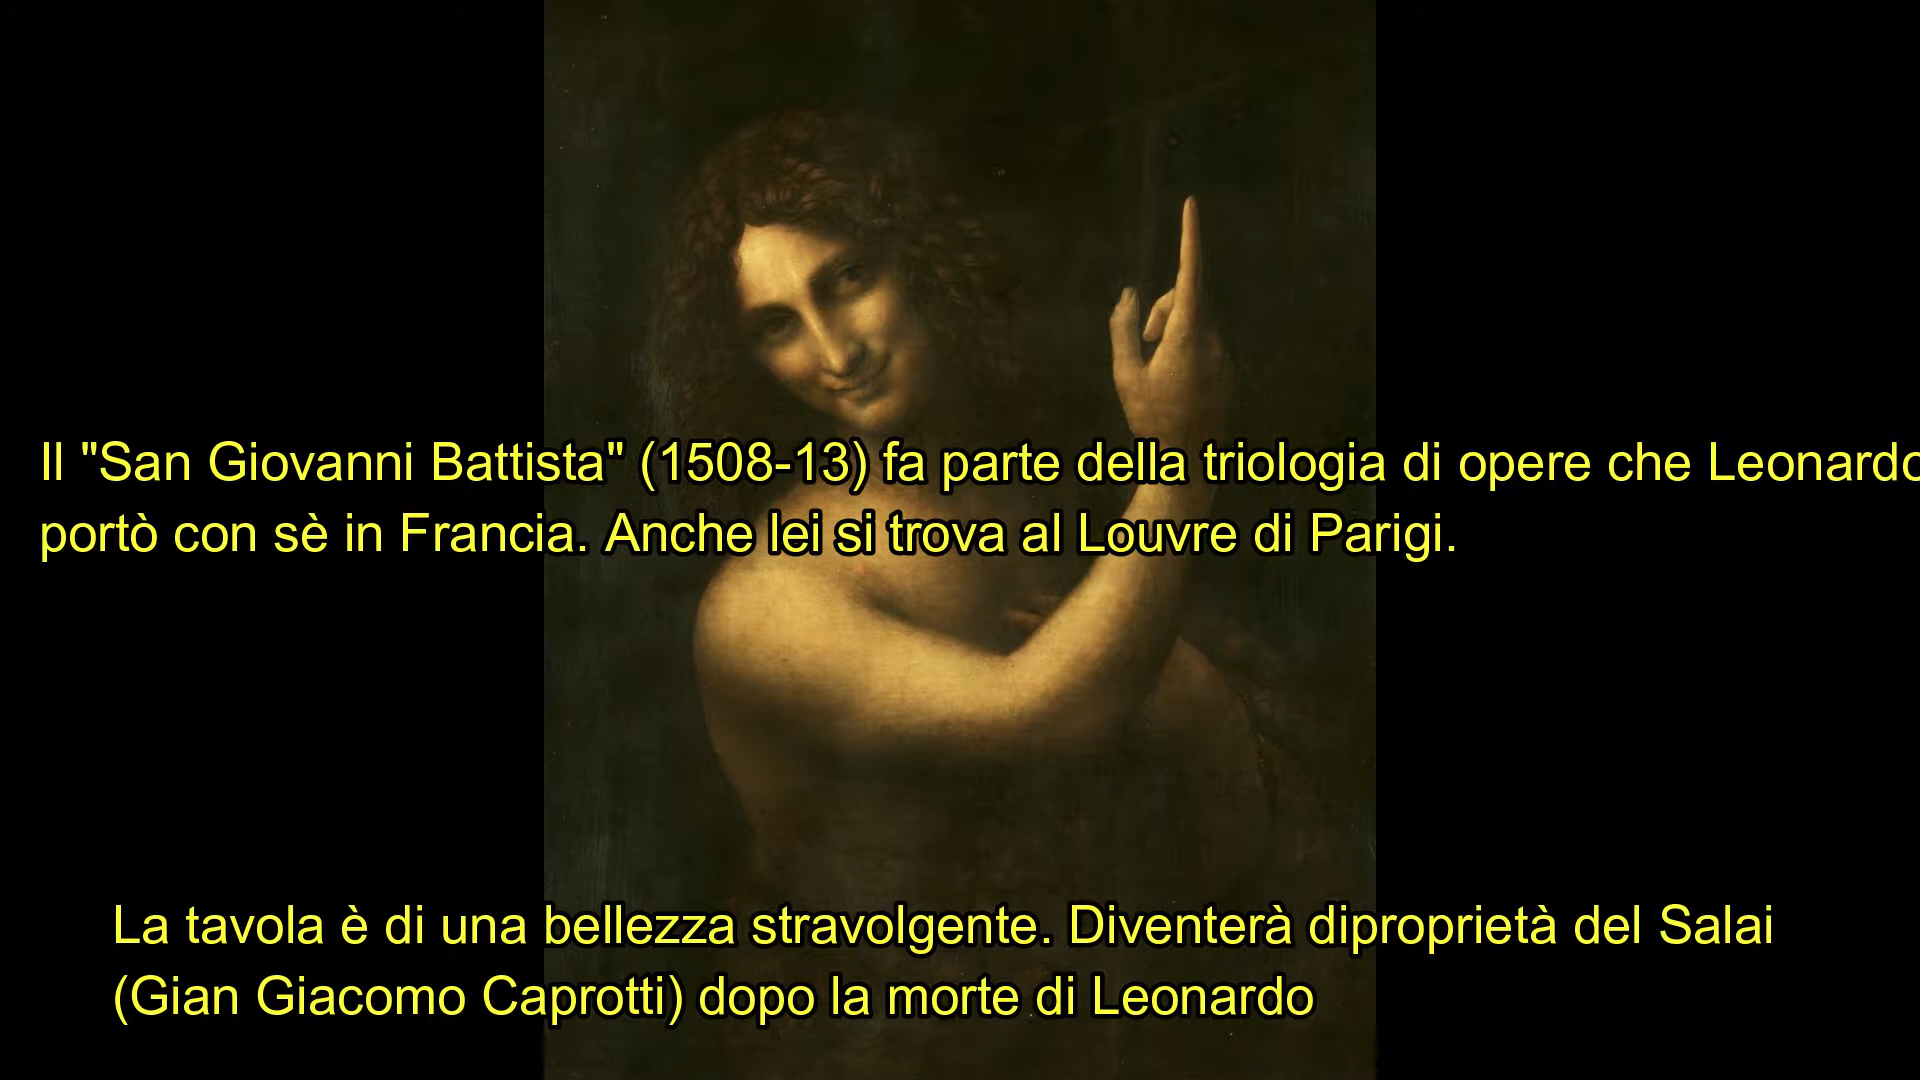 Il "San Giovanni Battista" (1508-13) fa parte della triologia di opere che Leonardo
portò con sè in Francia. Anche lei si trova al Louvre di Parigi.
La tavola è di una bellezza stravolgente. Diventerà diproprietà del Salai
(Gian Giacomo Caprotti) dopo la morte di Leonardo